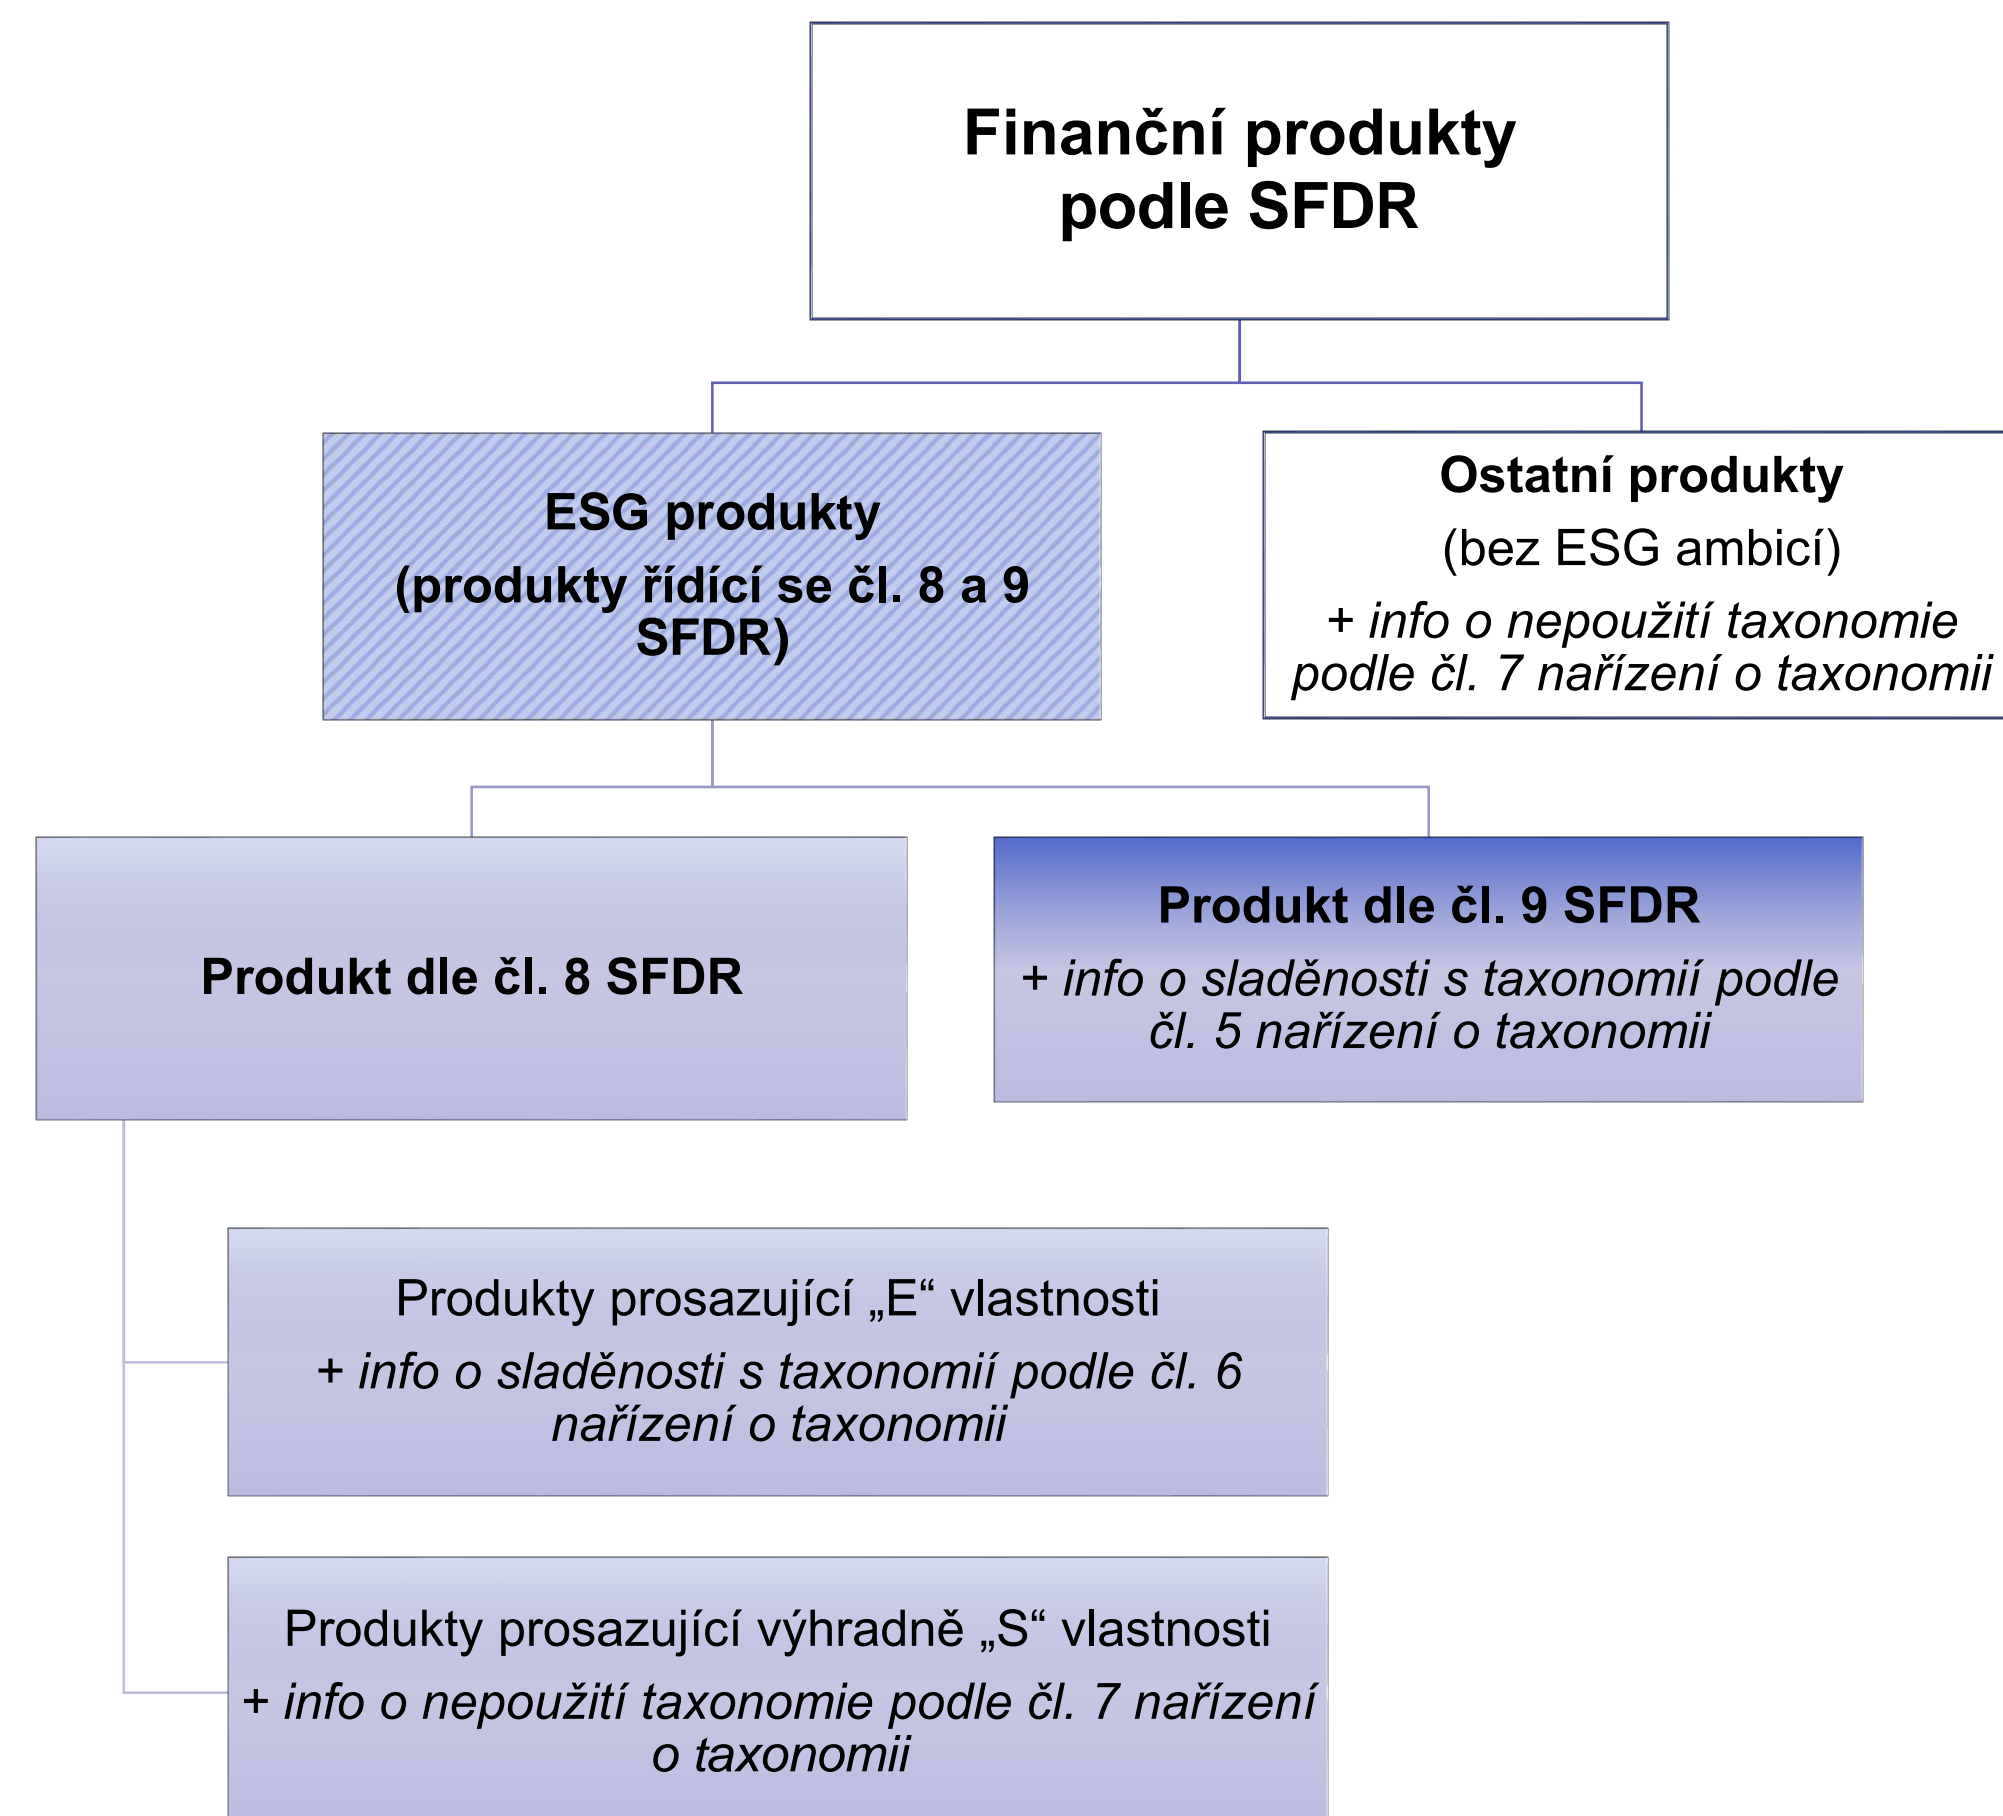 Finanční produkty
podle SFDR
ESG produkty
(produkty řídící se čl. 8 a 9
SFDR)
Ostatní produkty
(bez ESG ambicí)
+ info o nepoužití taxonomie
podle čl. 7 nařízení o taxonomii
Produkt dle čl. 8 SFDR
Produkt dle čl. 9 SFDR
+ info o sladěnosti s taxonomií podle
čl. 5 nařízení o taxonomii
Produkty prosazující „E“ vlastnosti
+ info o sladěnosti s taxonomií podle čl. 6
nařízení o taxonomii
Produkty prosazující výhradně „S“ vlastnosti
+ info o nepoužití taxonomie podle čl. 7 nařízení
o taxonomii